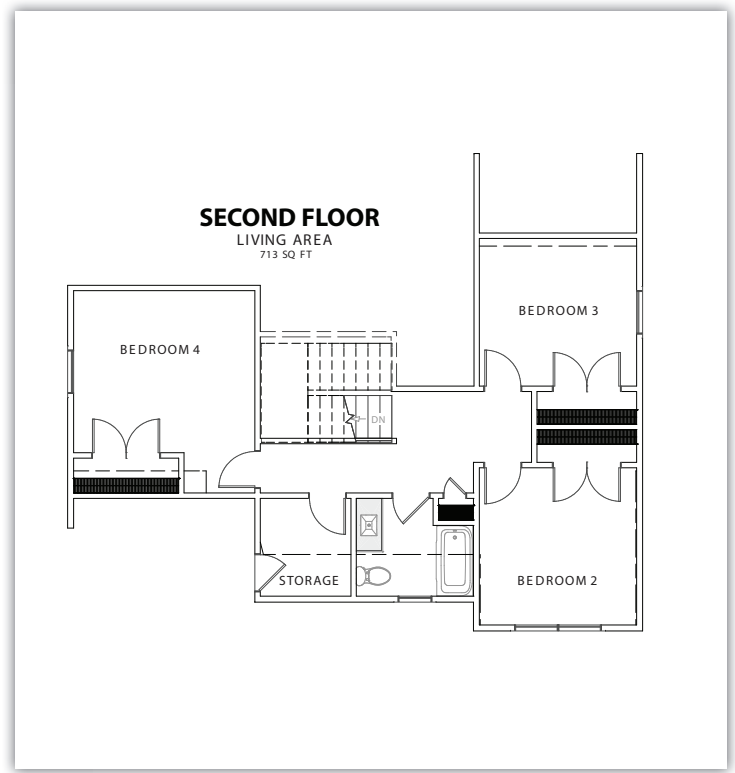 SECOND FLOOR
LIVING AREA
713 SQ FT
BEDROOM 3
BEDROOM 4
DN
STORAGE
BEDROOM 2